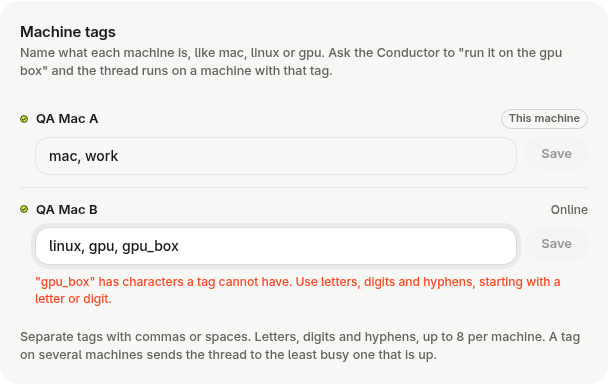 Machine tags
Name what each machine is, like mac, linux or gpu. Ask the Conductor to "run it on the gpu
box" and the thread runs on a machine with that tag.
QA Mac A
This machine
mac, work
Save
QA Mac B
Online
linux, gpu, gpu_box
Save
"gpu_box" has characters a tag cannot have. Use letters, digits and hyphens, starting with a
letter or digit.
Separate tags with commas or spaces. Letters, digits and hyphens, up to 8 per machine. A tag
on several machines sends the thread to the least busy one that is up.